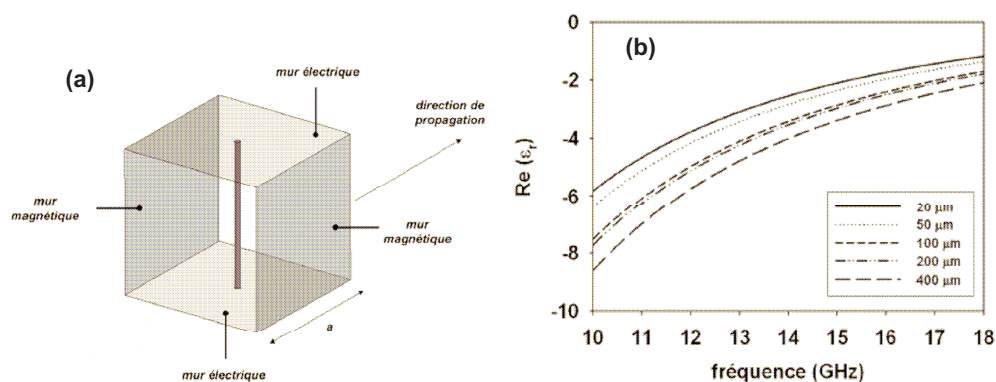 (a)
mur électrique
direction de
propagation
mur
magnétique
mur
magnétique
a
mur électrique
(b)
0
-2
-4
-6
-8
-10
Re (εr)
20 µm
50 µm
100 µm
200 µm
400 µm
10 11 12 13 14 15 16 17 18
fréquence (GHz)